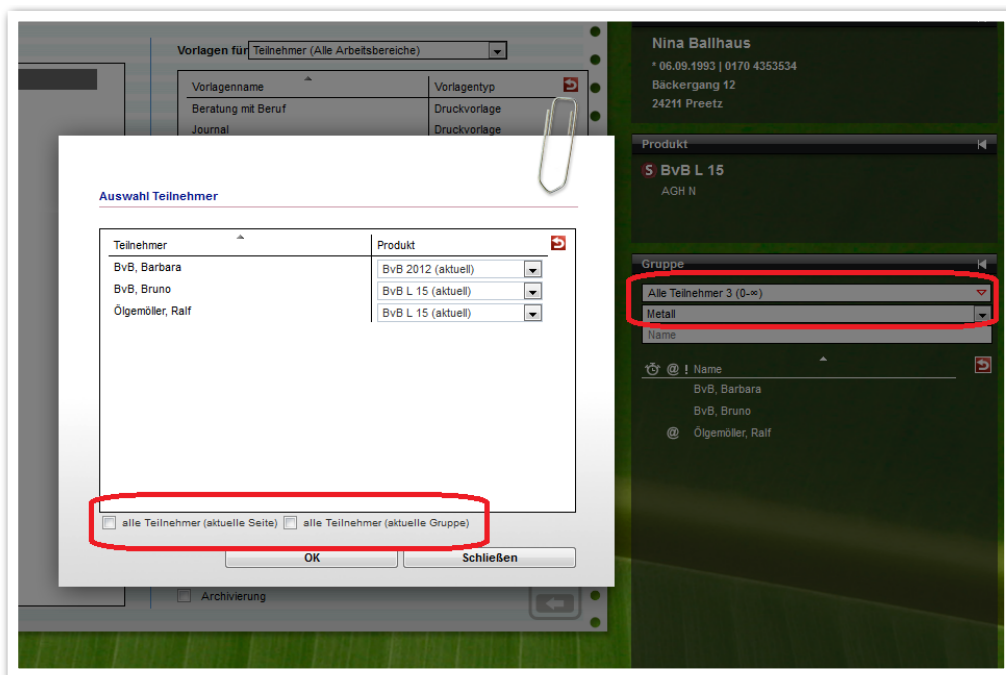 Vorlagen für Teilnehmer (Alle Arbeitsbereiche)
Vorlagenname Vorlagentyp
Beratung mit Beruf Druckvorlage
Journal Druckvorlage
Auswahl Teilnehmer
Teilnehmer Produkt
BvB, Barbara BvB 2012 (aktuell)
BvB, Bruno BvB L 15 (aktuell)
Ölgemöller, Ralf BvB L 15 (aktuell)
alle Teilnehmer (aktuelle Seite) alle Teilnehmer (aktuelle Gruppe)
OK Schließen
Archivierung
Nina Ballhaus
* 06.09.1993 | 0170 4353534
Bäckergang 12
24211 Preetz
Produkt
S BvB L 15
AGH N
Gruppe
Alle Teilnehmer 3 (0-∞)
Metall
Name
@ ! Name
BvB, Barbara
BvB, Bruno
@ Ölgemöller, Ralf